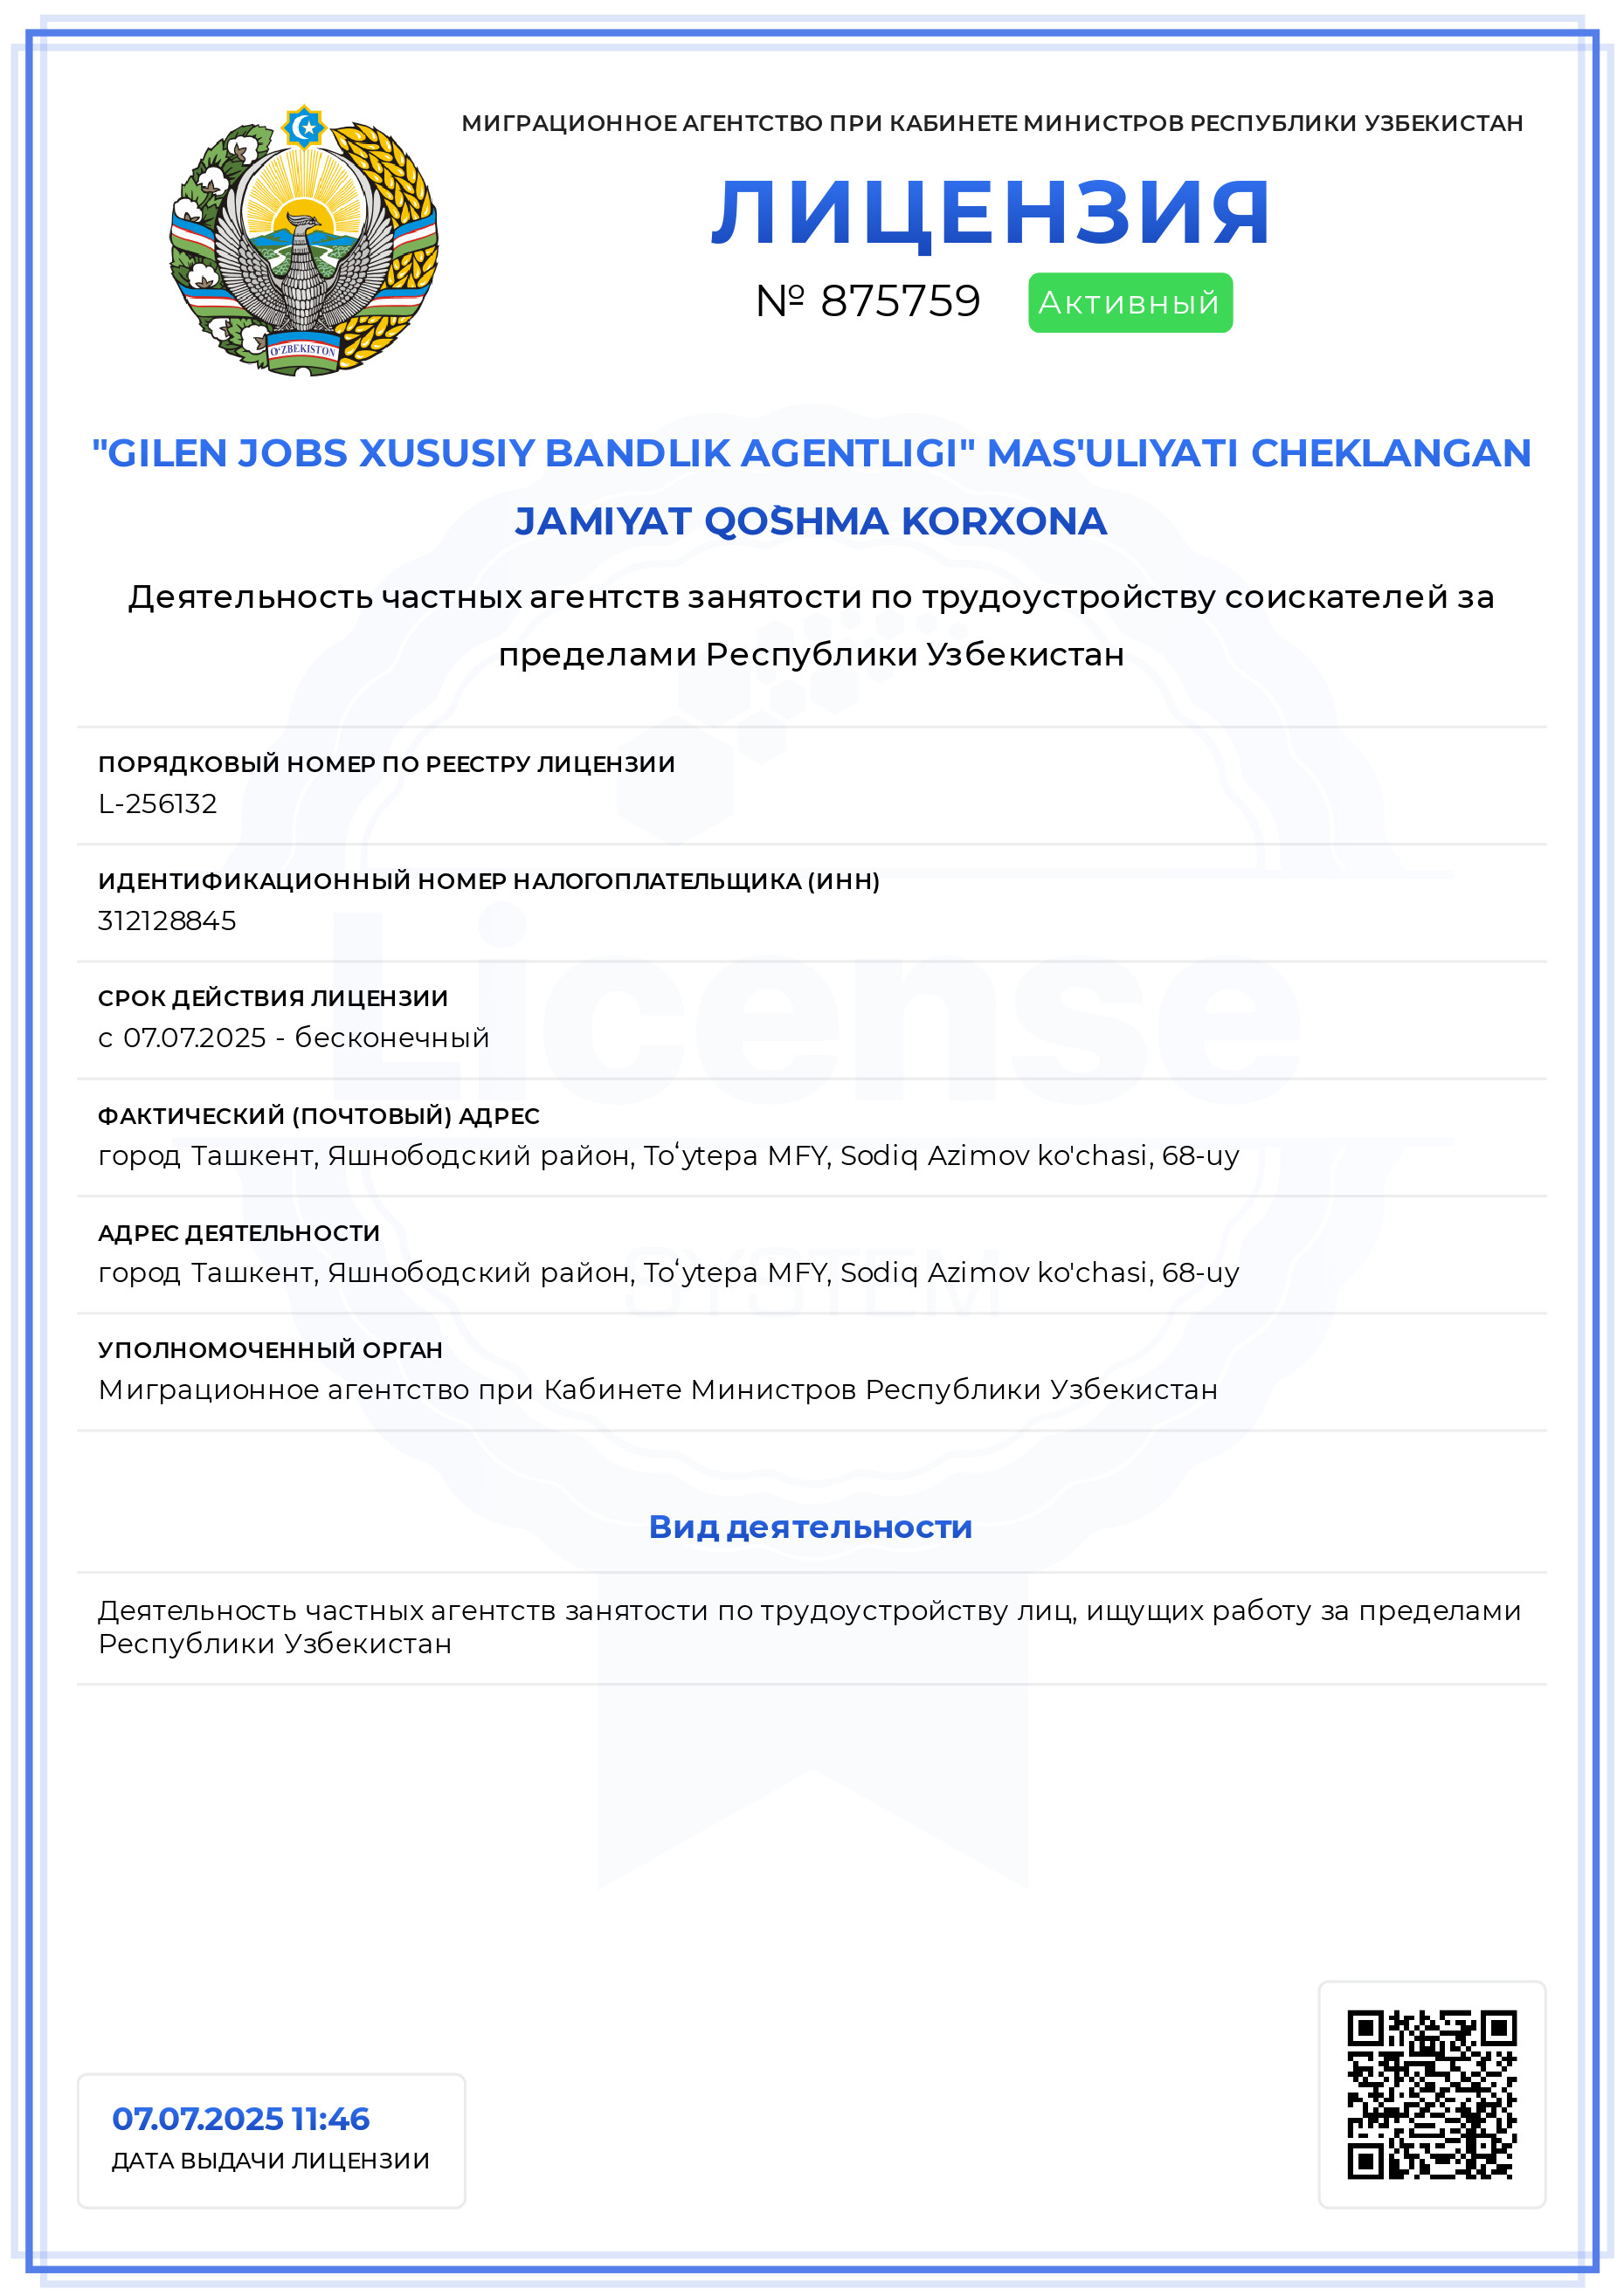 МИГРАЦИОННОЕ АГЕНТСТВО ПРИ КАБИНЕТЕ МИНИСТРОВ РЕСПУБЛИКИ УЗБЕКИСТАН
ЛИЦЕНЗИЯ
№ 875759 Активный
O'ZBEKISTON
"GILEN JOBS XUSUSIY BANDLIK AGENTLIGI" MAS'ULIYATI CHEKLANGAN
JAMIYAT QO`SHMA KORXONA
Деятельность частных агентств занятости по трудоустройству соискателей за
пределами Республики Узбекистан
ПОРЯДКОВЫЙ НОМЕР ПО РЕЕСТРУ ЛИЦЕНЗИИ
L-256132
ИДЕНТИФИКАЦИОННЫЙ НОМЕР НАЛОГОПЛАТЕЛЬЩИКА (ИНН)
312128845
License
СРОК ДЕЙСТВИЯ ЛИЦЕНЗИИ
с 07.07.2025 - бесконечный
ФАКТИЧЕСКИЙ (ПОЧТОВЫЙ) АДРЕС
город Ташкент, Яшнободский район, Toʻytepa MFY, Sodiq Azimov ko'chasi, 68-uy
АДРЕС ДЕЯТЕЛЬНОСТИ
город Ташкент, Яшнободский район, Toʻytepa MFY, Sodiq Azimov ko'chasi, 68-uy
SYSTEM
УПОЛНОМОЧЕННЫЙ ОРГАН
Миграционное агентство при Кабинете Министров Республики Узбекистан
Вид деятельности
Деятельность частных агентств занятости по трудоустройству лиц, ищущих работу за пределами
Республики Узбекистан
07.07.2025 11:46
ДАТА ВЫДАЧИ ЛИЦЕНЗИИ